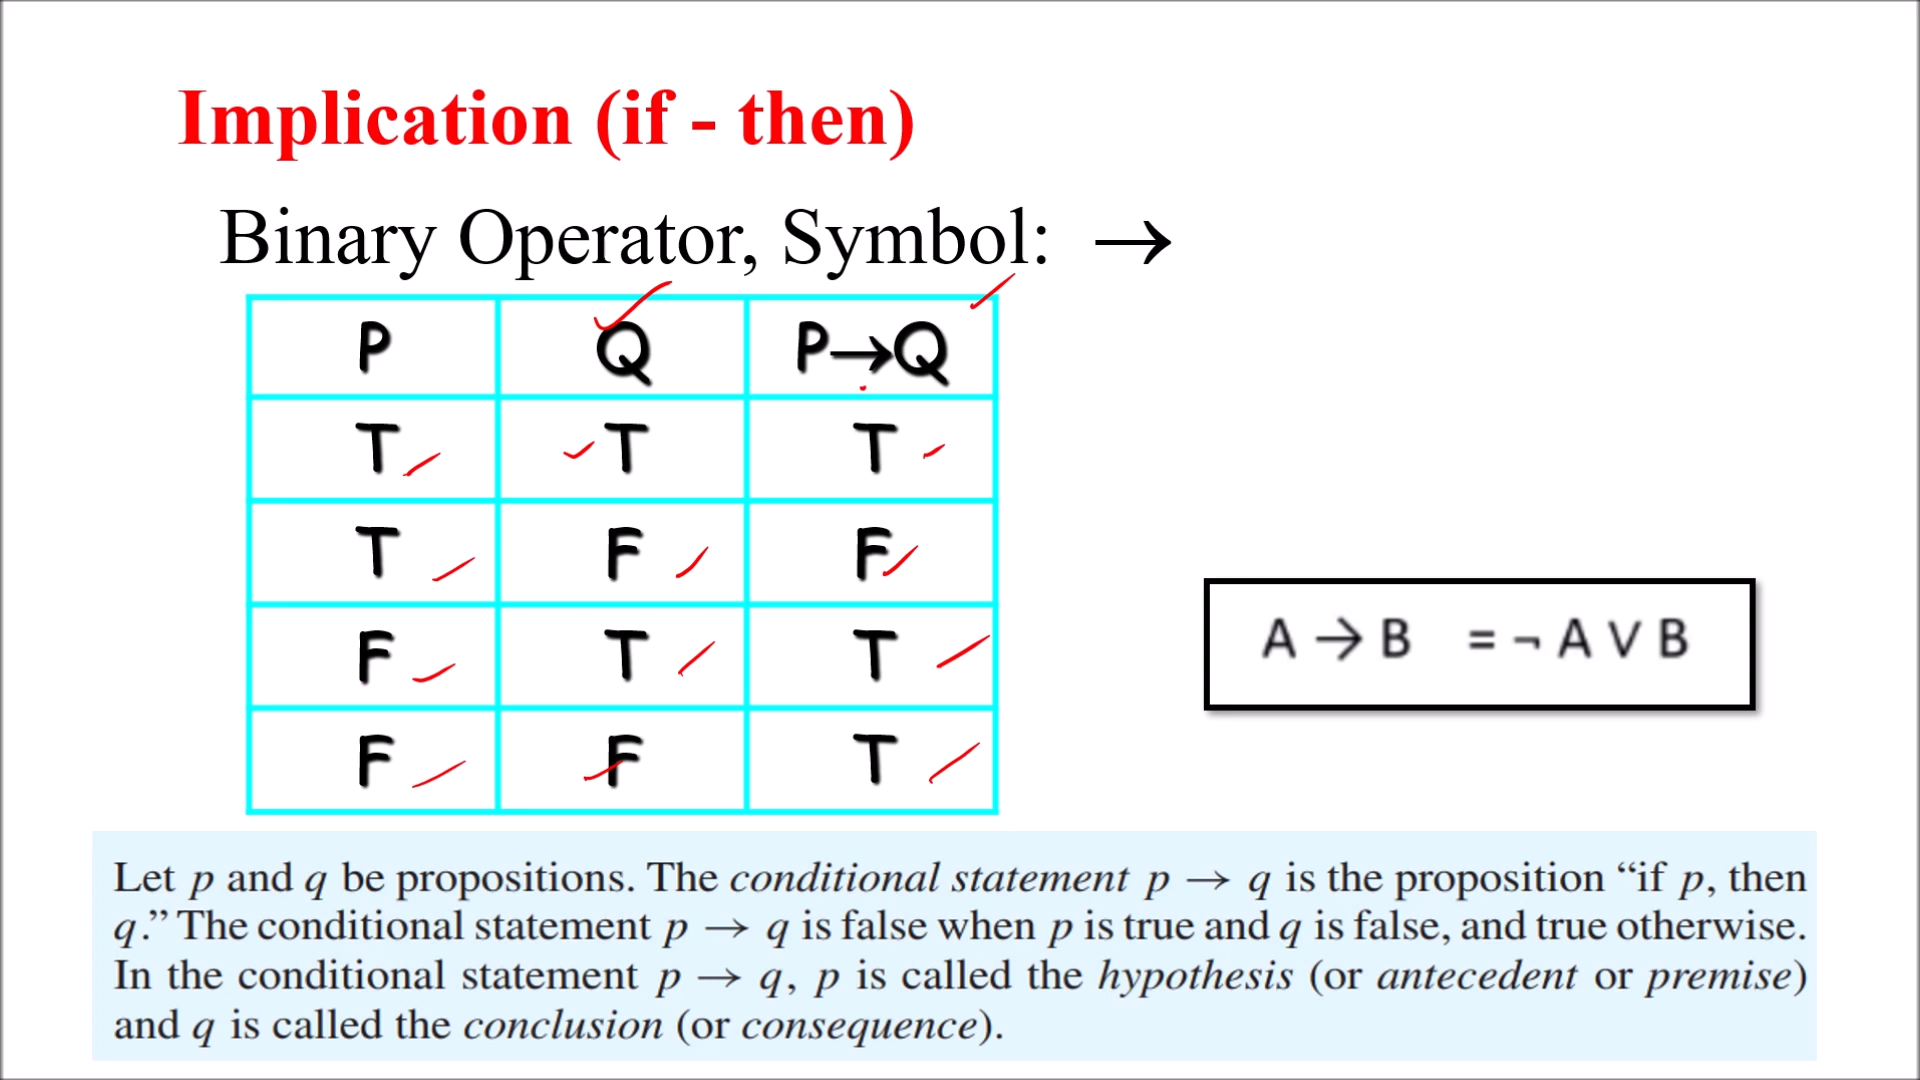 Implication (if - then)
Binary Operator, Symbol: →
P Q P→Q
T T T
T F F
F T T
F F T
A → B = ¬ A V B
Let p and q be propositions. The conditional statement p → q is the proposition “if p, then
q.” The conditional statement p → q is false when p is true and q is false, and true otherwise.
In the conditional statement p → q, p is called the hypothesis (or antecedent or premise)
and q is called the conclusion (or consequence).